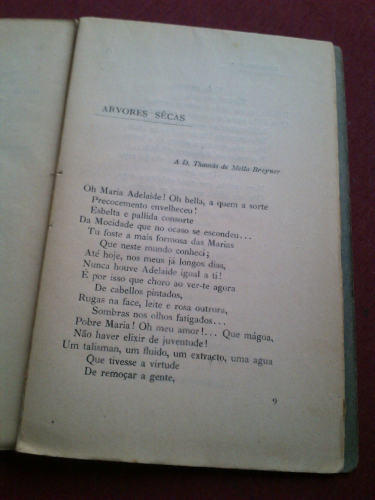 ARVORES SÊCAS
A D. Thomás de Mello Breyner
Oh Maria Adelaide! Oh bella, a quem a sorte
Precocemento envelheceu!
Esbelta e pallida consorte
Da Mocidade que no ocaso se escondeu...
Tu foste a mais formosa das Marias
Que neste mundo conheci;
Até hoje, nos meus já longos dias,
Nunca houve Adelaide igual a ti!
E é por isso que choro ao ver-te agora
De cabellos pintados,
Rugas na face, leite e rosa outrora,
Sombras nos olhos fatigados...
Pobre Maria! Oh meu amor!... Que mágoa,
Não haver elixir de juventude!
Um talisman, um fluido, um extracto, uma agua
Que tivesse a virtude
De remoçar a gente,
9